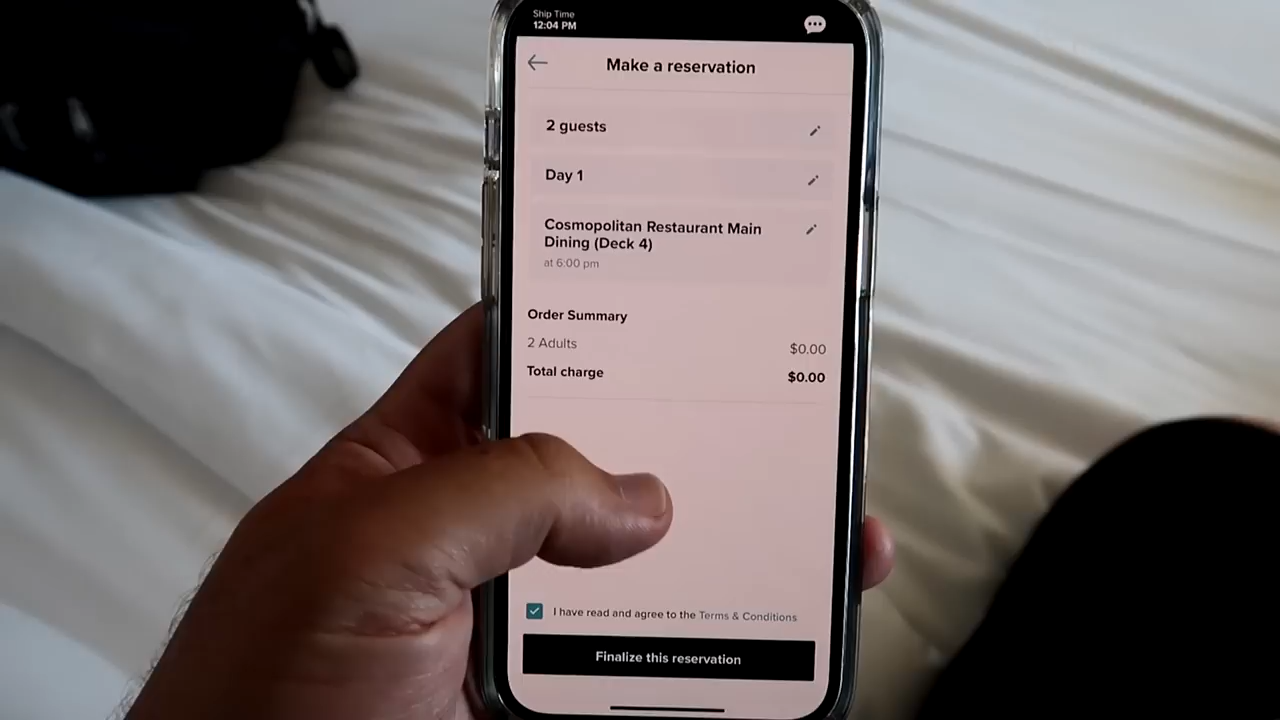 Ship Time
12:04 PM
Make a reservation
2 guests
Day 1
Cosmopolitan Restaurant Main
Dining (Deck 4)
at 6:00 pm
Order Summary
2 Adults $0.00
Total charge $0.00
I have read and agree to the Terms & Conditions
Finalize this reservation